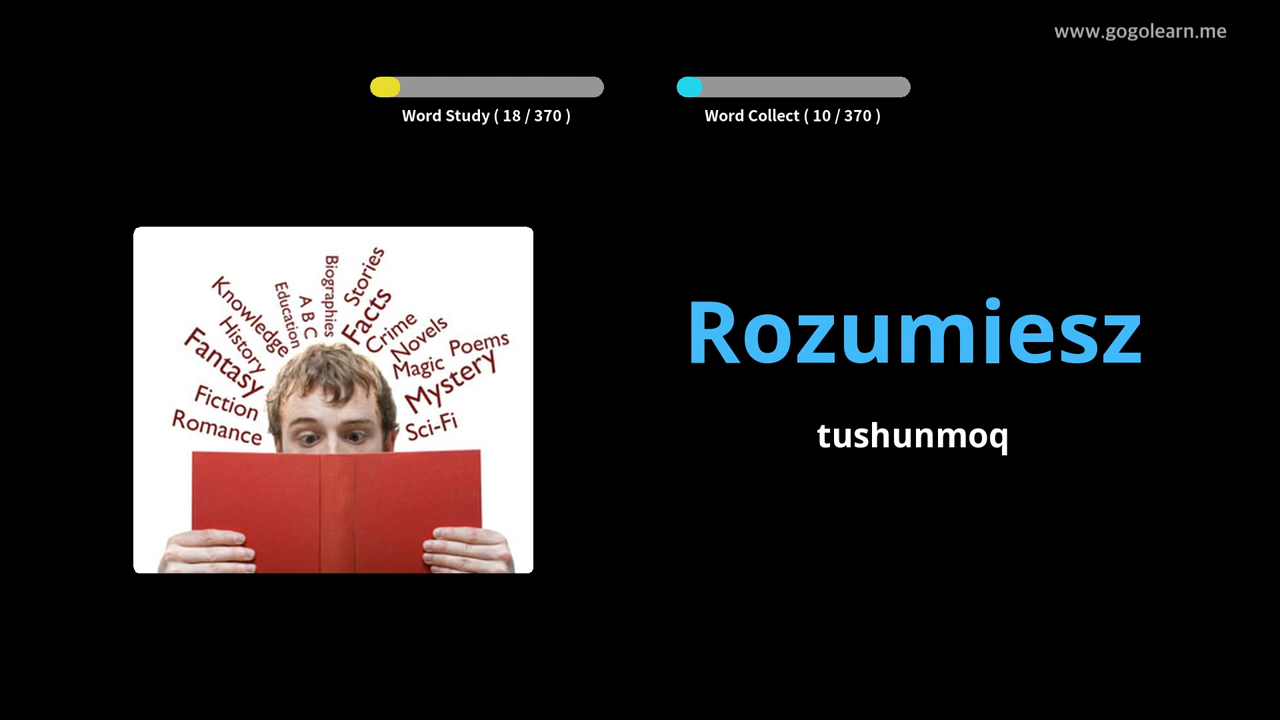 www.gogolearn.me
Word Study ( 18 / 370 )
Word Collect ( 10 / 370 )
Biographies
Stories
Education
A B C
Facts
Knowledge
Crime
History
Novels
Poems
Fantasy
Magic
Mystery
Fiction
Romance
Sci-Fi
Rozumiesz
tushunmoq